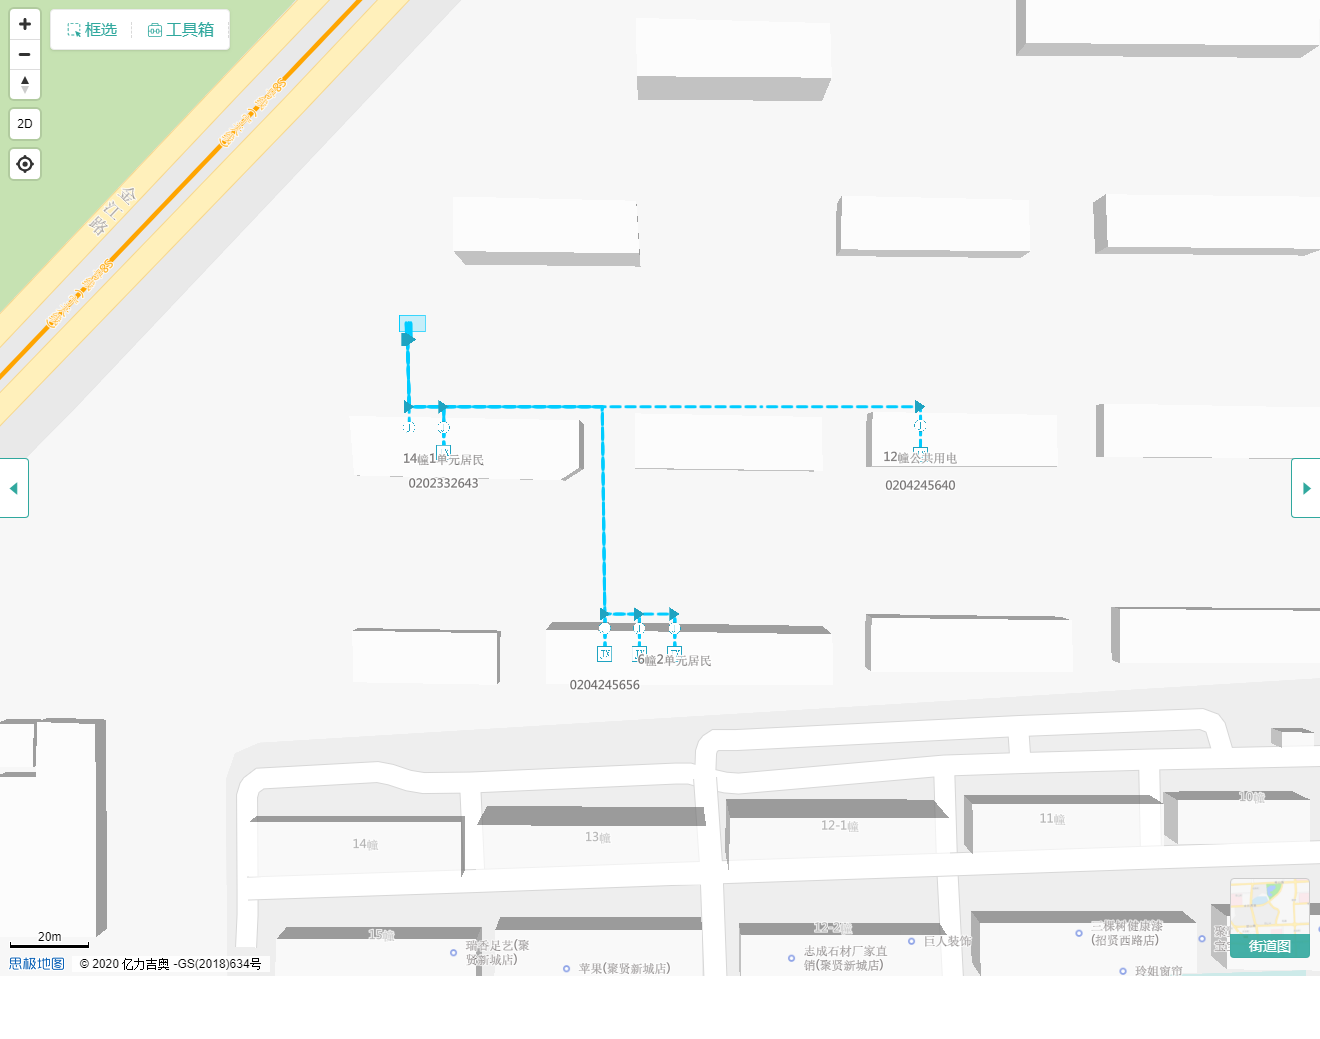 框选
工具箱
2D
金江路
14幢1单元居民
0202332643
12幢公共用电
0204245640
6幢2单元居民
0204245656
14幢
13幢
12-1幢
11幢
10幢
15幢
12-2幢
瑞香足艺(聚
贤新城店)
苹果(聚贤新城店)
志成石材厂家直
销(聚贤新城店)
巨人装饰
三棵树健康漆
(招贤西路店)
玲姐窗帘
街道图
20m
思极地图
© 2020 亿力吉奥 -GS(2018)634号